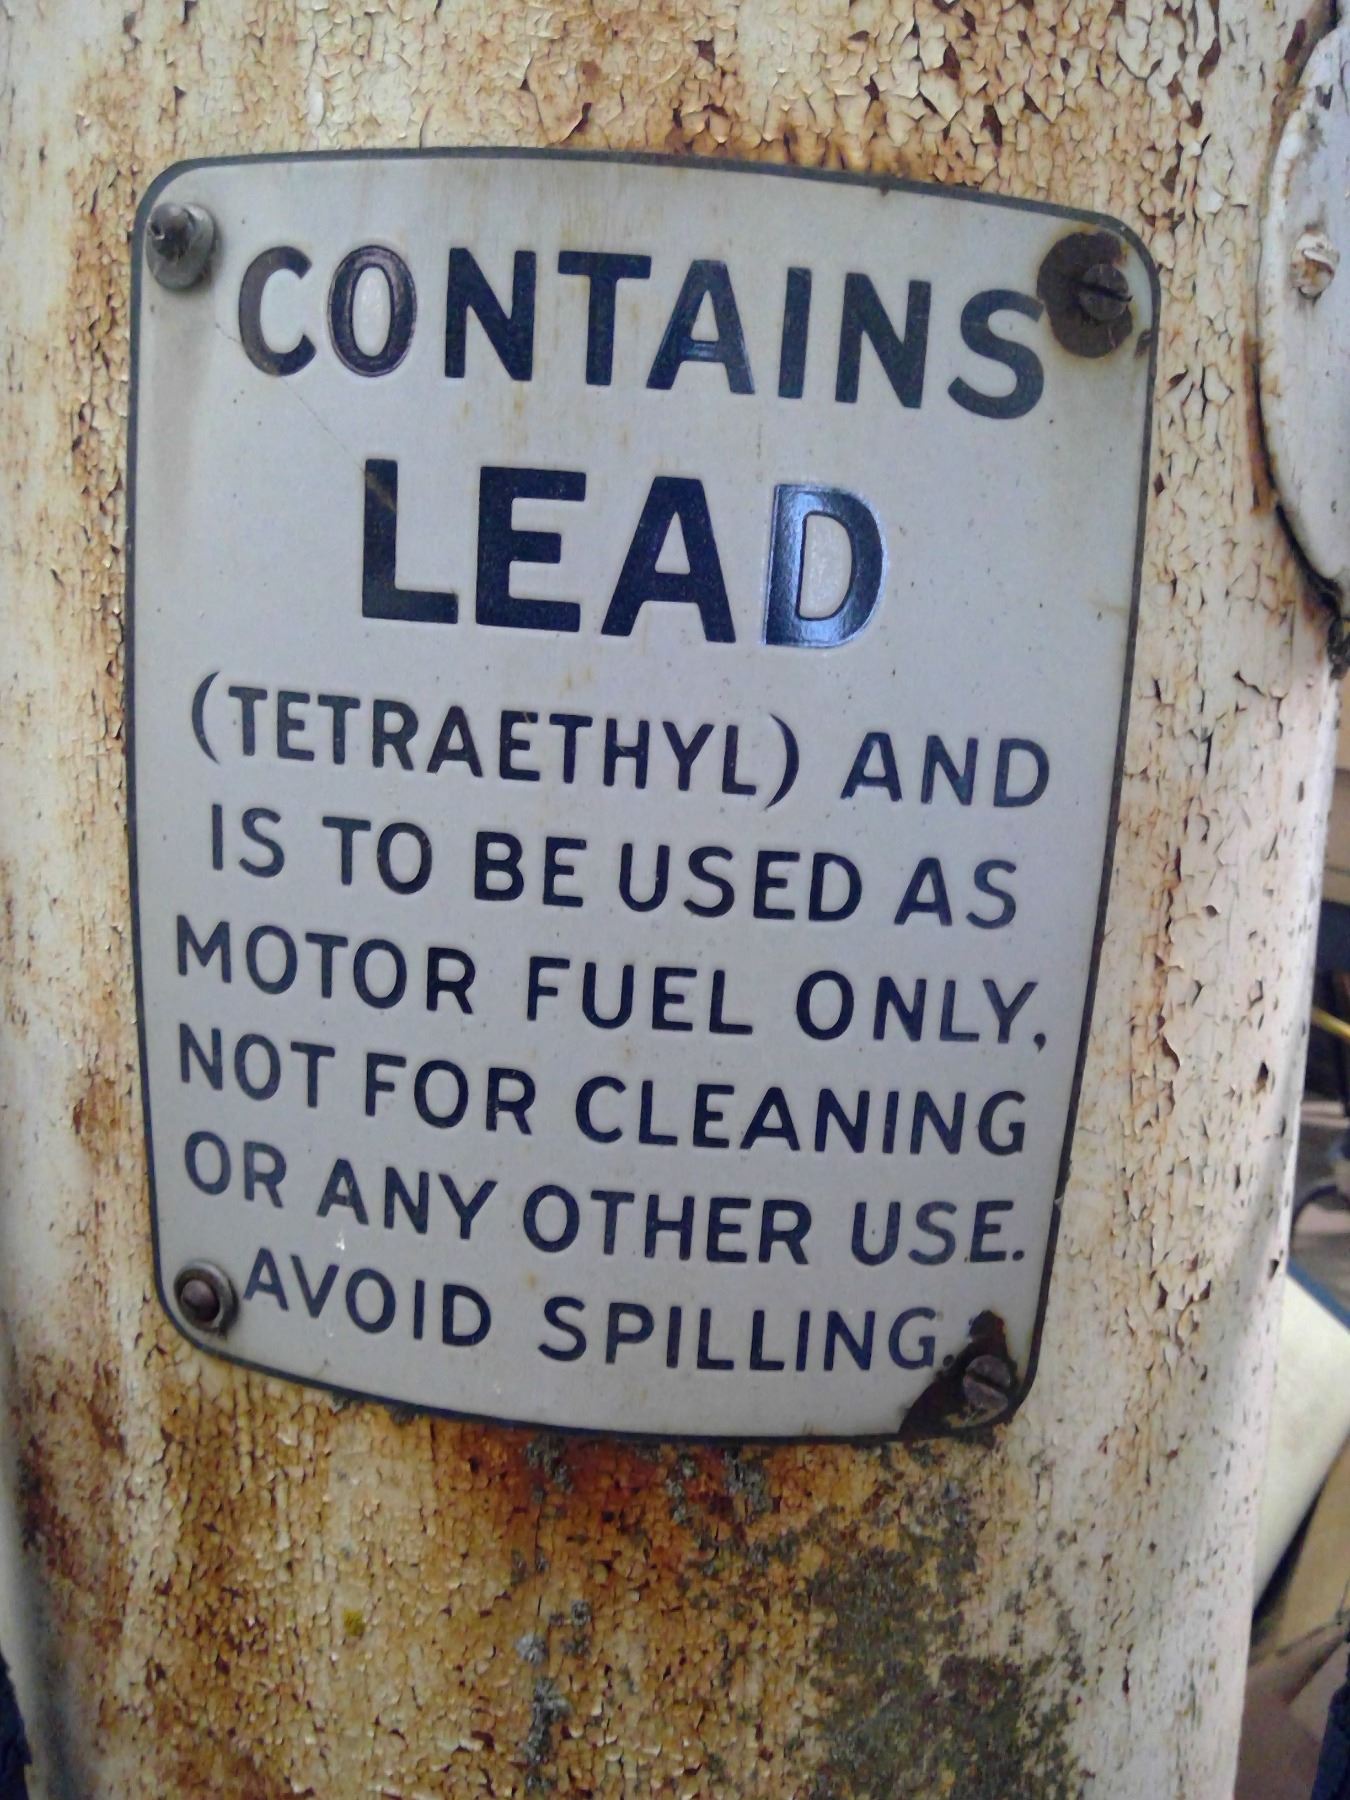 CONTAINS
LEAD
(TETRAETHYL) AND
IS TO BE USED AS
MOTOR FUEL ONLY,
NOT FOR CLEANING
OR ANY OTHER USE.
AVOID SPILLING.